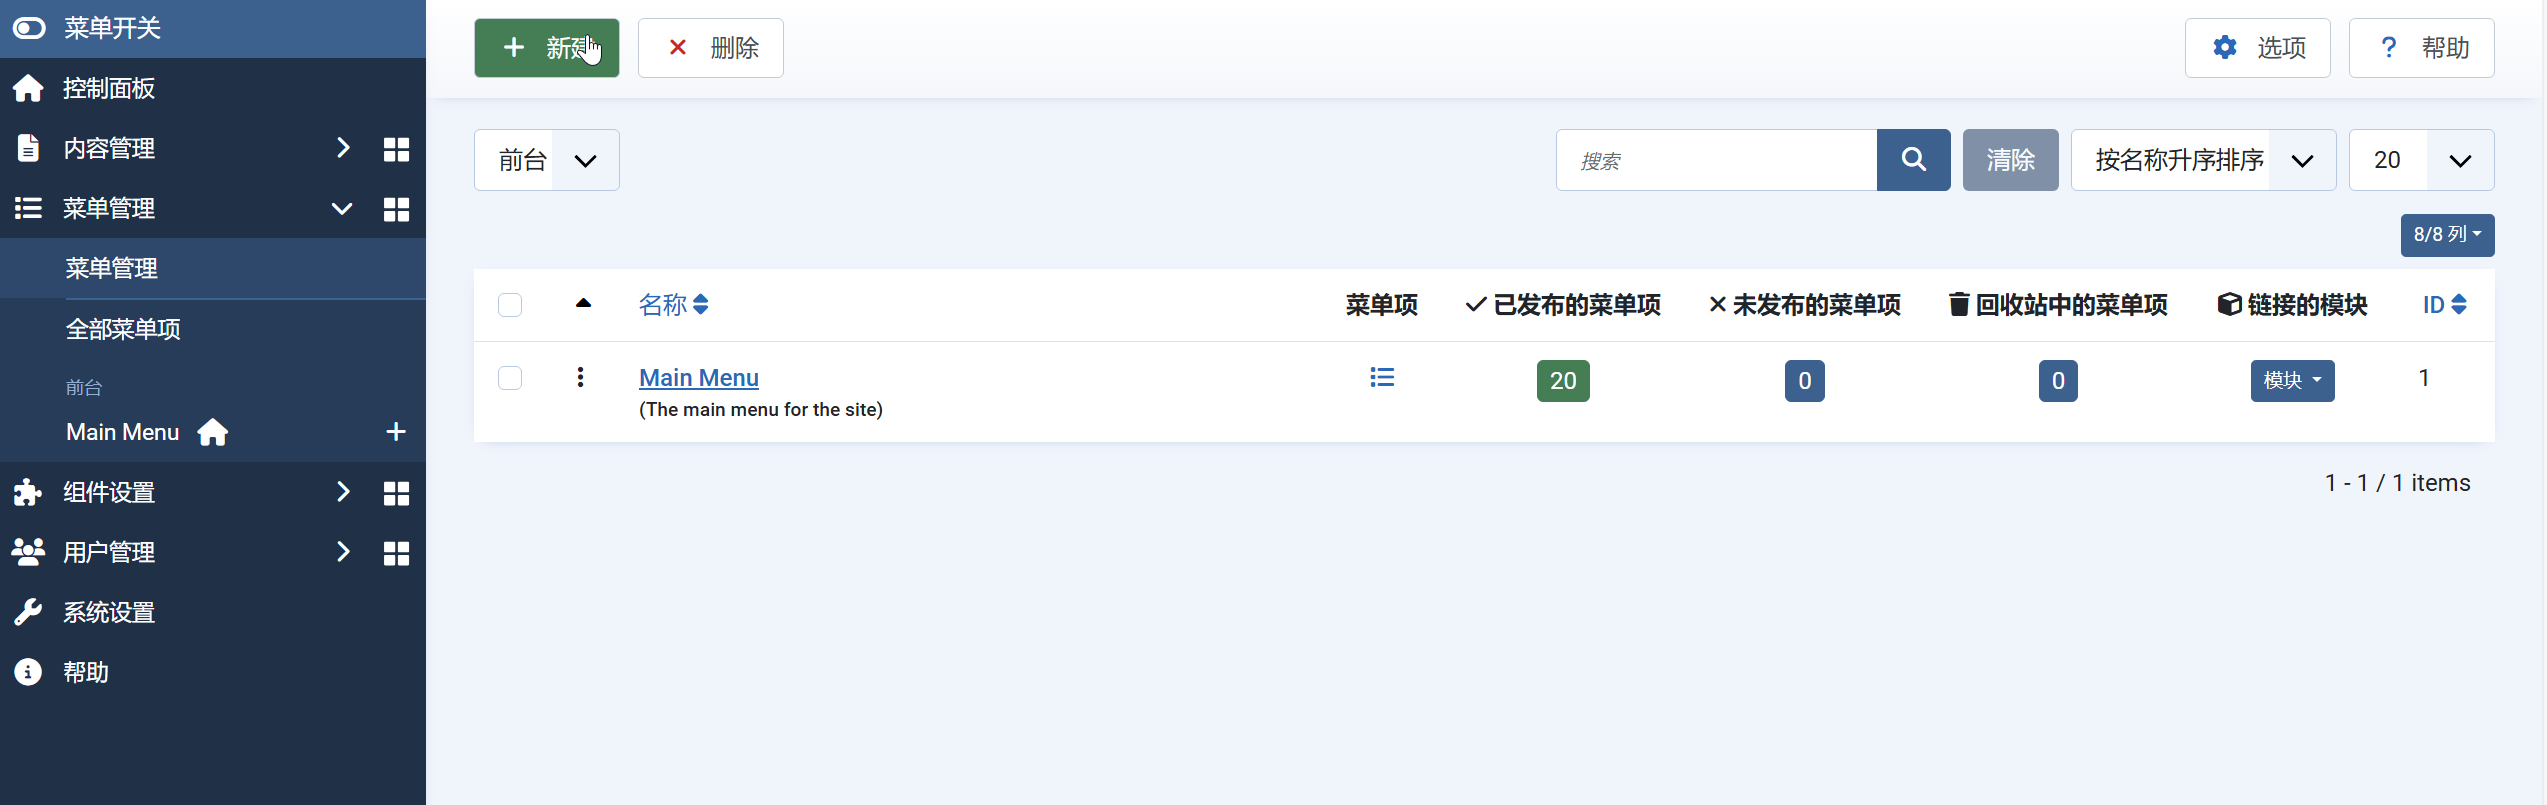 菜单开关
控制面板
内容管理
菜单管理
菜单管理
全部菜单项
前台
Main Menu
组件设置
用户管理
系统设置
帮助
新建 删除 选项 ? 帮助
前台 搜索 清除 按名称升序排序 20
8/8 列
名称 菜单项 已发布的菜单项 未发布的菜单项 回收站中的菜单项 链接的模块 ID
Main Menu 20 0 0 模块 1
(The main menu for the site)
1 - 1 / 1 items